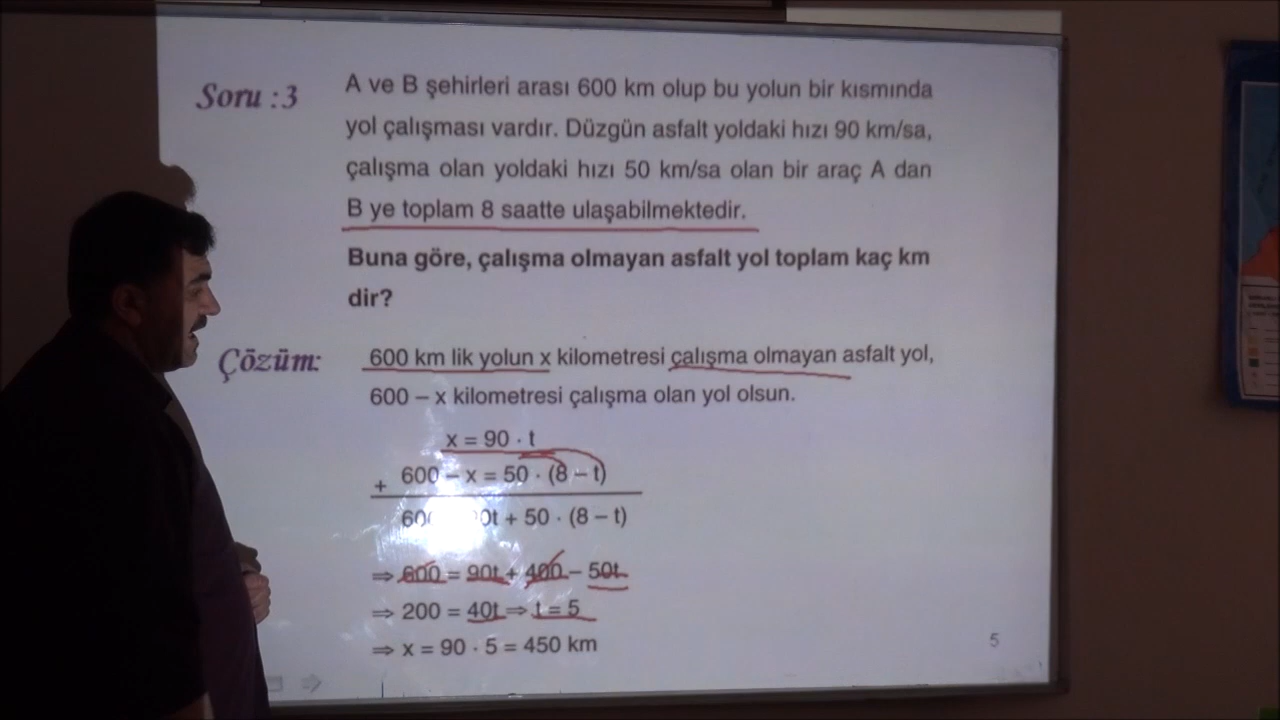 Soru :3
A ve B şehirleri arası 600 km olup bu yolun bir kısmında
yol çalışması vardır. Düzgün asfalt yoldaki hızı 90 km/sa,
çalışma olan yoldaki hızı 50 km/sa olan bir araç A dan
B ye toplam 8 saatte ulaşabilmektedir.
Buna göre, çalışma olmayan asfalt yol toplam kaç km
dir?
Çözüm:
600 km lik yolun x kilometresi çalışma olmayan asfalt yol,
600 – x kilometresi çalışma olan yol olsun.
x = 90 · t
+ 600 – x = 50 · (8 – t)
0t + 50 · (8 – t)
⇒ 600 = 90t + 400 – 50t
⇒ 200 = 40t ⇒ t = 5
⇒ x = 90 · 5 = 450 km
5